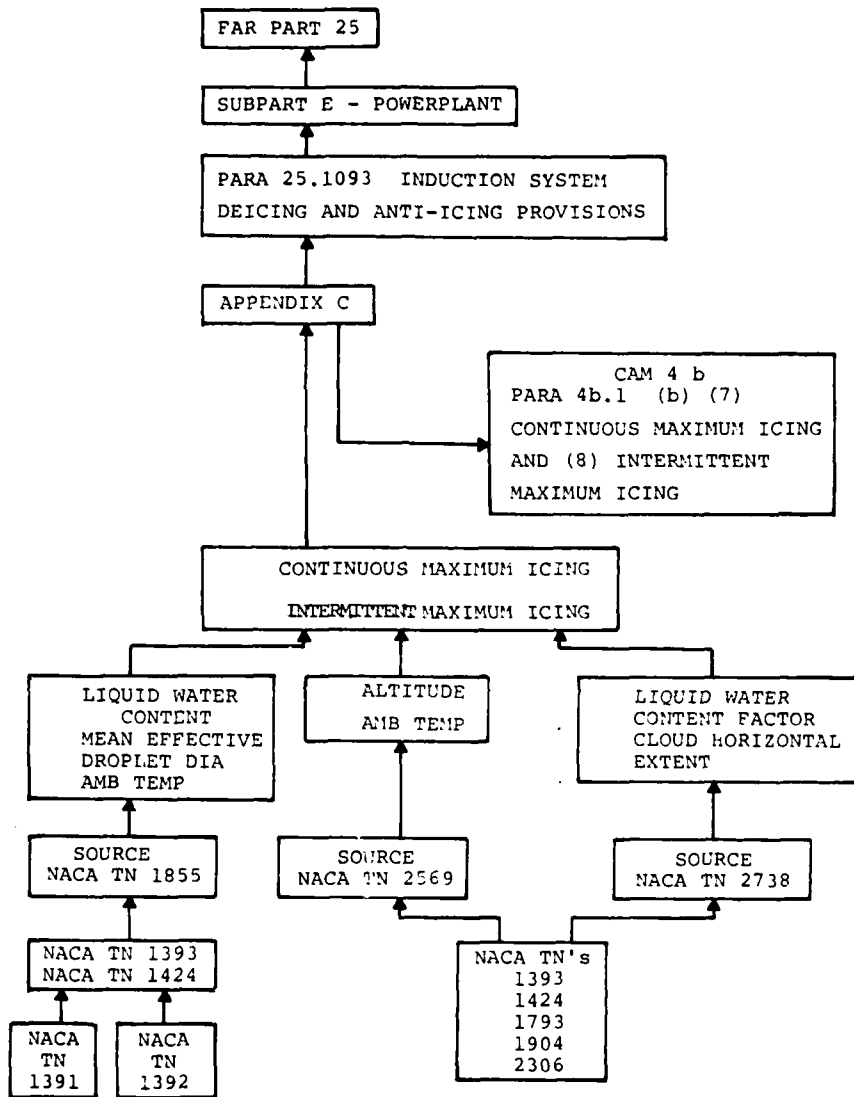 FAR PART 25
SUBPART E - POWERPLANT
PARA 25.1093 INDUCTION SYSTEM
DEICING AND ANTI-ICING PROVISIONS
APPENDIX C
CAM 4 b
PARA 4b.1 (b) (7)
CONTINUOUS MAXIMUM ICING
AND (8) INTERMITTENT
MAXIMUM ICING
CONTINUOUS MAXIMUM ICING
INTERMITTENT MAXIMUM ICING
LIQUID WATER
CONTENT
MEAN EFFECTIVE
DROPLET DIA
AMB TEMP
ALTITUDE
AMB TEMP
LIQUID WATER
CONTENT FACTOR
CLOUD HORIZONTAL
EXTENT
SOURCE
NACA TN 1855
SOURCE
NACA TN 2569
SOURCE
NACA TN 2738
NACA TN 1393
NACA TN 1424
NACA TN's
1393
1424
1793
1904
2306
NACA
TN
1391
NACA
TN
1392